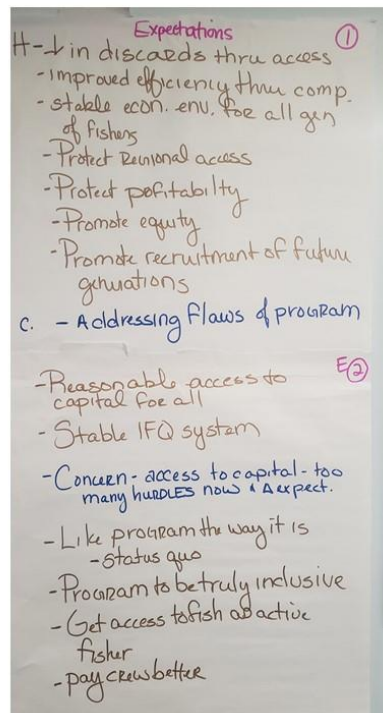 Expectations
1
H - ↓ in discards thru access
- Improved efficiency thru comp.
- stable econ. env. for all gen
of fishers
- Protect Regional access
- Protect pofitabilty
- Promote equity
- Promote recruitment of future
genuations
C. - Addressing flaws of program
E2
- Reasonable access to
capital for all
- Stable IFQ system
- Concern - access to capital - too
many hurdles now & expect.
- Like program the way it is
- Status quo
- Program to be truly inclusive
- Get access to fish as active
fisher
- pay crew better